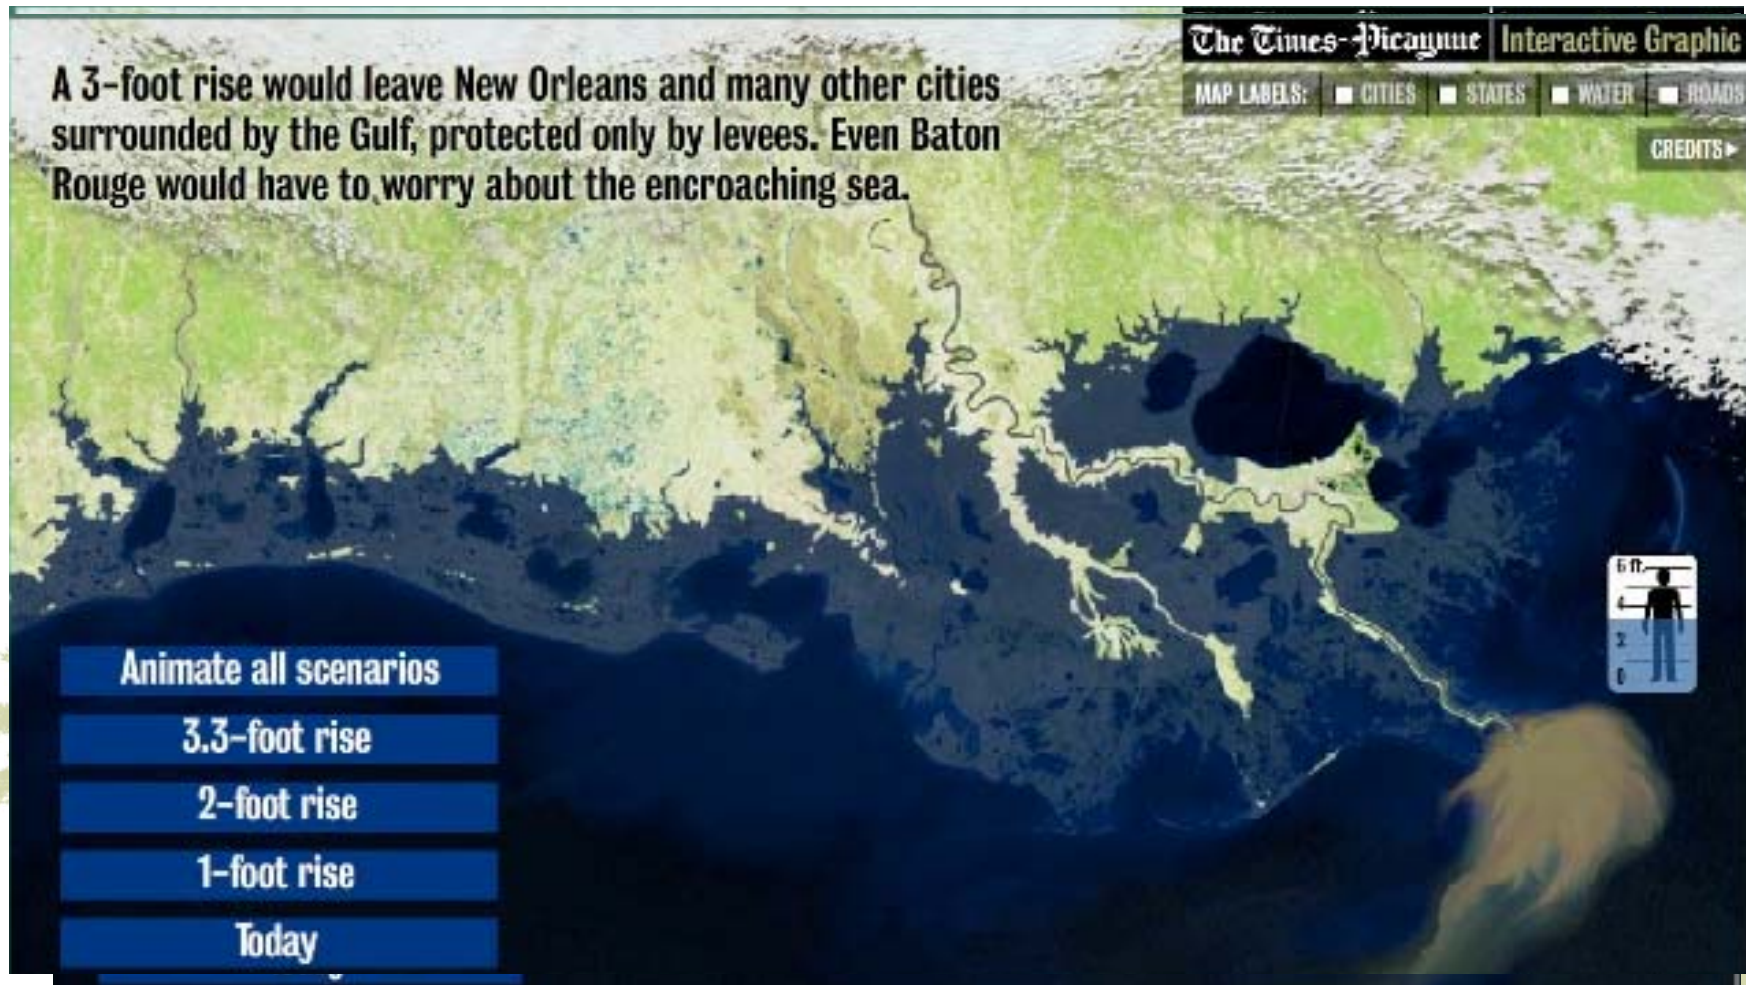 The Times-Picayune Interactive Graphic
MAP LABELS: CITIES STATES WATER ROADS
CREDITS
A 3-foot rise would leave New Orleans and many other cities
surrounded by the Gulf, protected only by levees. Even Baton
Rouge would have to worry about the encroaching sea.
6 ft.
4
2
0
Animate all scenarios
3.3-foot rise
2-foot rise
1-foot rise
Today